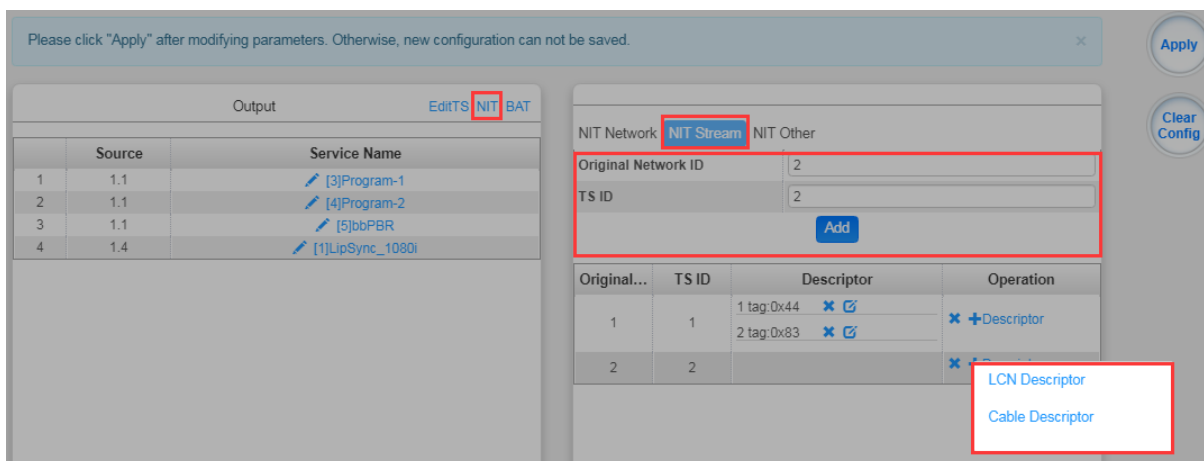 Please click "Apply" after modifying parameters. Otherwise, new configuration can not be saved.
×
Apply
Clear
Config
Output
EditTS NIT BAT
Source Service Name
1 1.1 [3]Program-1
2 1.1 [4]Program-2
3 1.1 [5]bbPBR
4 1.4 [1]LipSync_1080i
NIT Network NIT Stream NIT Other
Original Network ID 2
TS ID 2
Add
Original... TS ID Descriptor Operation
1 1 1 tag:0x44 Descriptor
2 tag:0x83
2 2
LCN Descriptor
Cable Descriptor